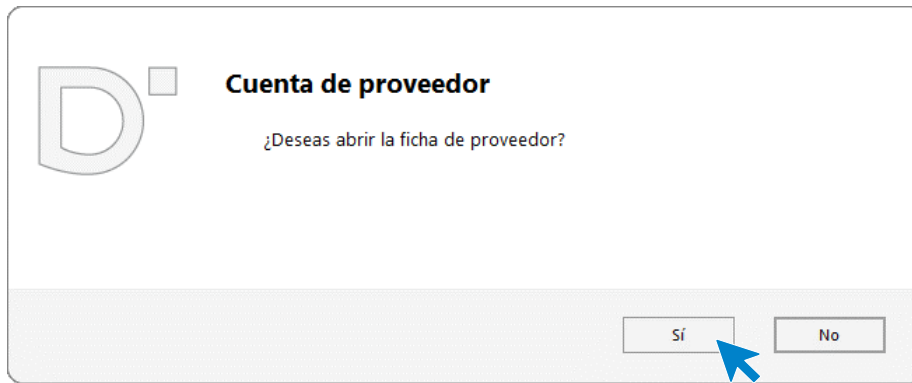 Cuenta de proveedor
¿Deseas abrir la ficha de proveedor?
Sí
No